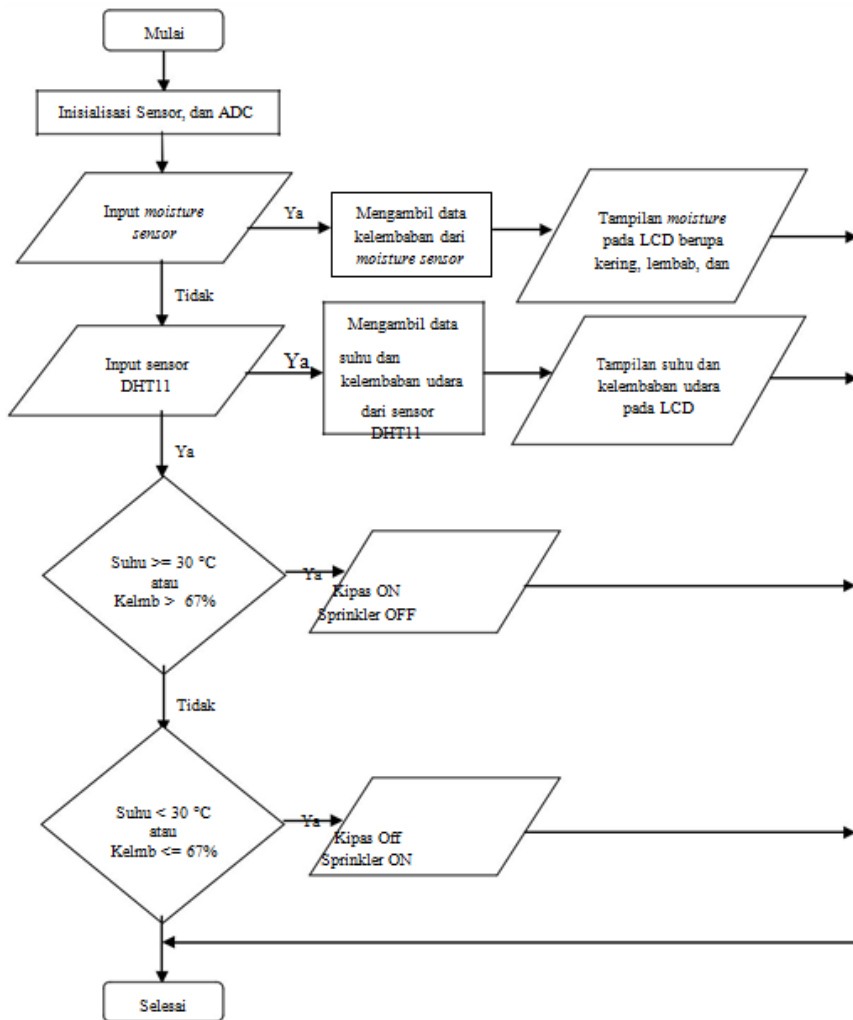 Mulai
Inisialisasi Sensor, dan ADC
Input moisture
sensor
Ya
Mengambil data
kelembaban dari
moisture sensor
Tampilan moisture
pada LCD berupa
kering, lembab, dan
Tidak
Input sensor
DHT11
Ya
Mengambil data
suhu dan
kelembaban udara
dari sensor
DHT11
Tampilan suhu dan
kelembaban udara
pada LCD
Ya
Suhu >= 30 °C
atau
Kelmb > 67%
Ya
Kipas ON
Sprinkler OFF
Tidak
Suhu < 30 °C
atau
Kelmb <= 67%
Ya
Kipas Off
Sprinkler ON
Selesai